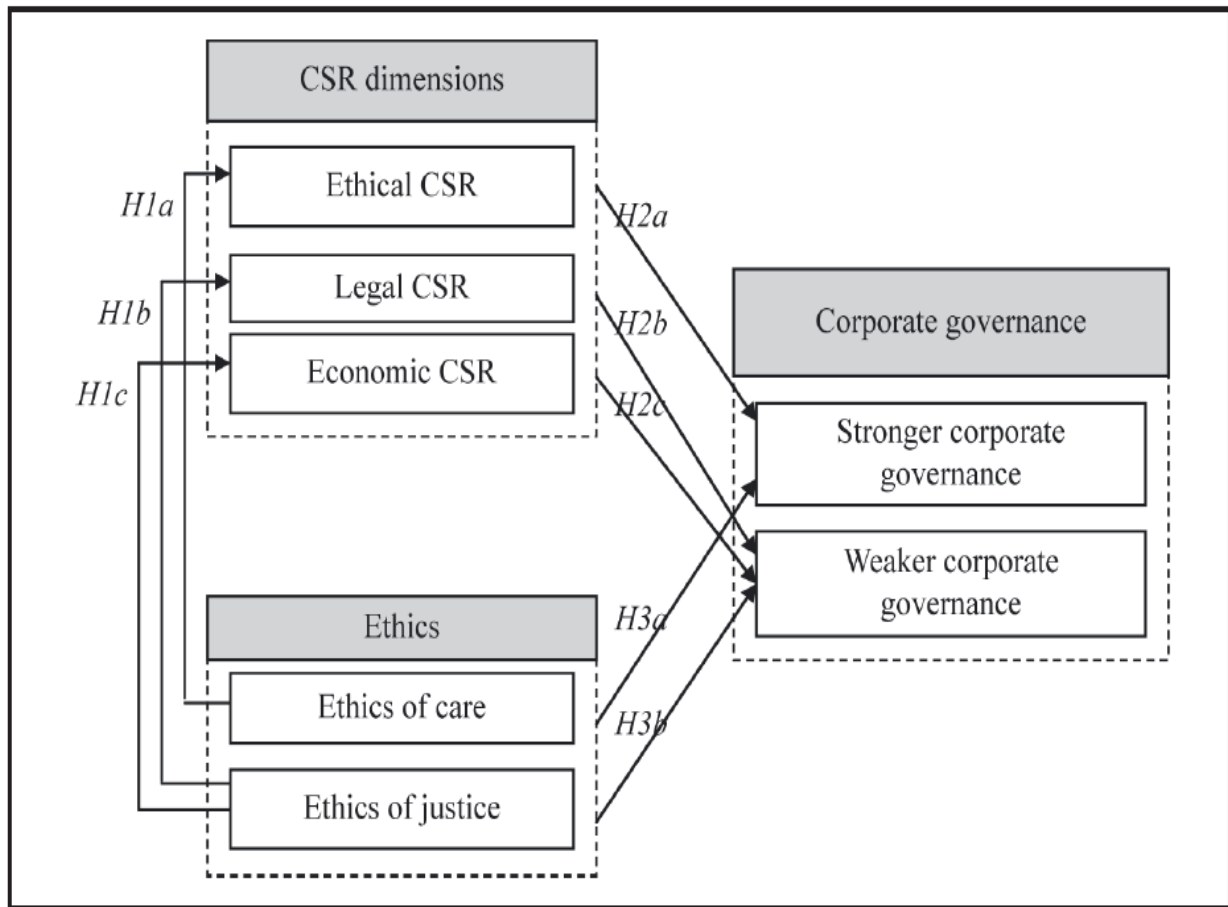 CSR dimensions
Ethical CSR
H1a
H2a
Legal CSR
H1b
H2b
Corporate governance
Economic CSR
H1c
H2c
Stronger corporate
governance
Weaker corporate
governance
Ethics
H3a
Ethics of care
H3b
Ethics of justice